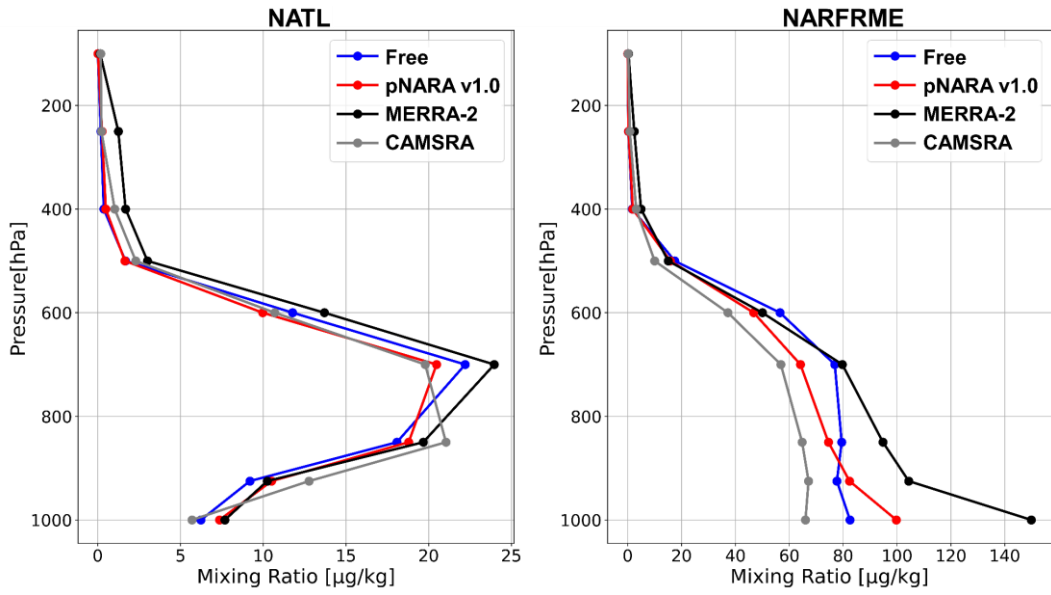 NATL
Free
pNARA v1.0
MERRA-2
CAMSRA
200
400
600
800
1000
Pressure[hPa]
0
5
10
15
20
25
Mixing Ratio [μg/kg]
NARFRME
Free
pNARA v1.0
MERRA-2
CAMSRA
200
400
600
800
1000
Pressure[hPa]
0
20
40
60
80
100
120
140
Mixing Ratio [μg/kg]